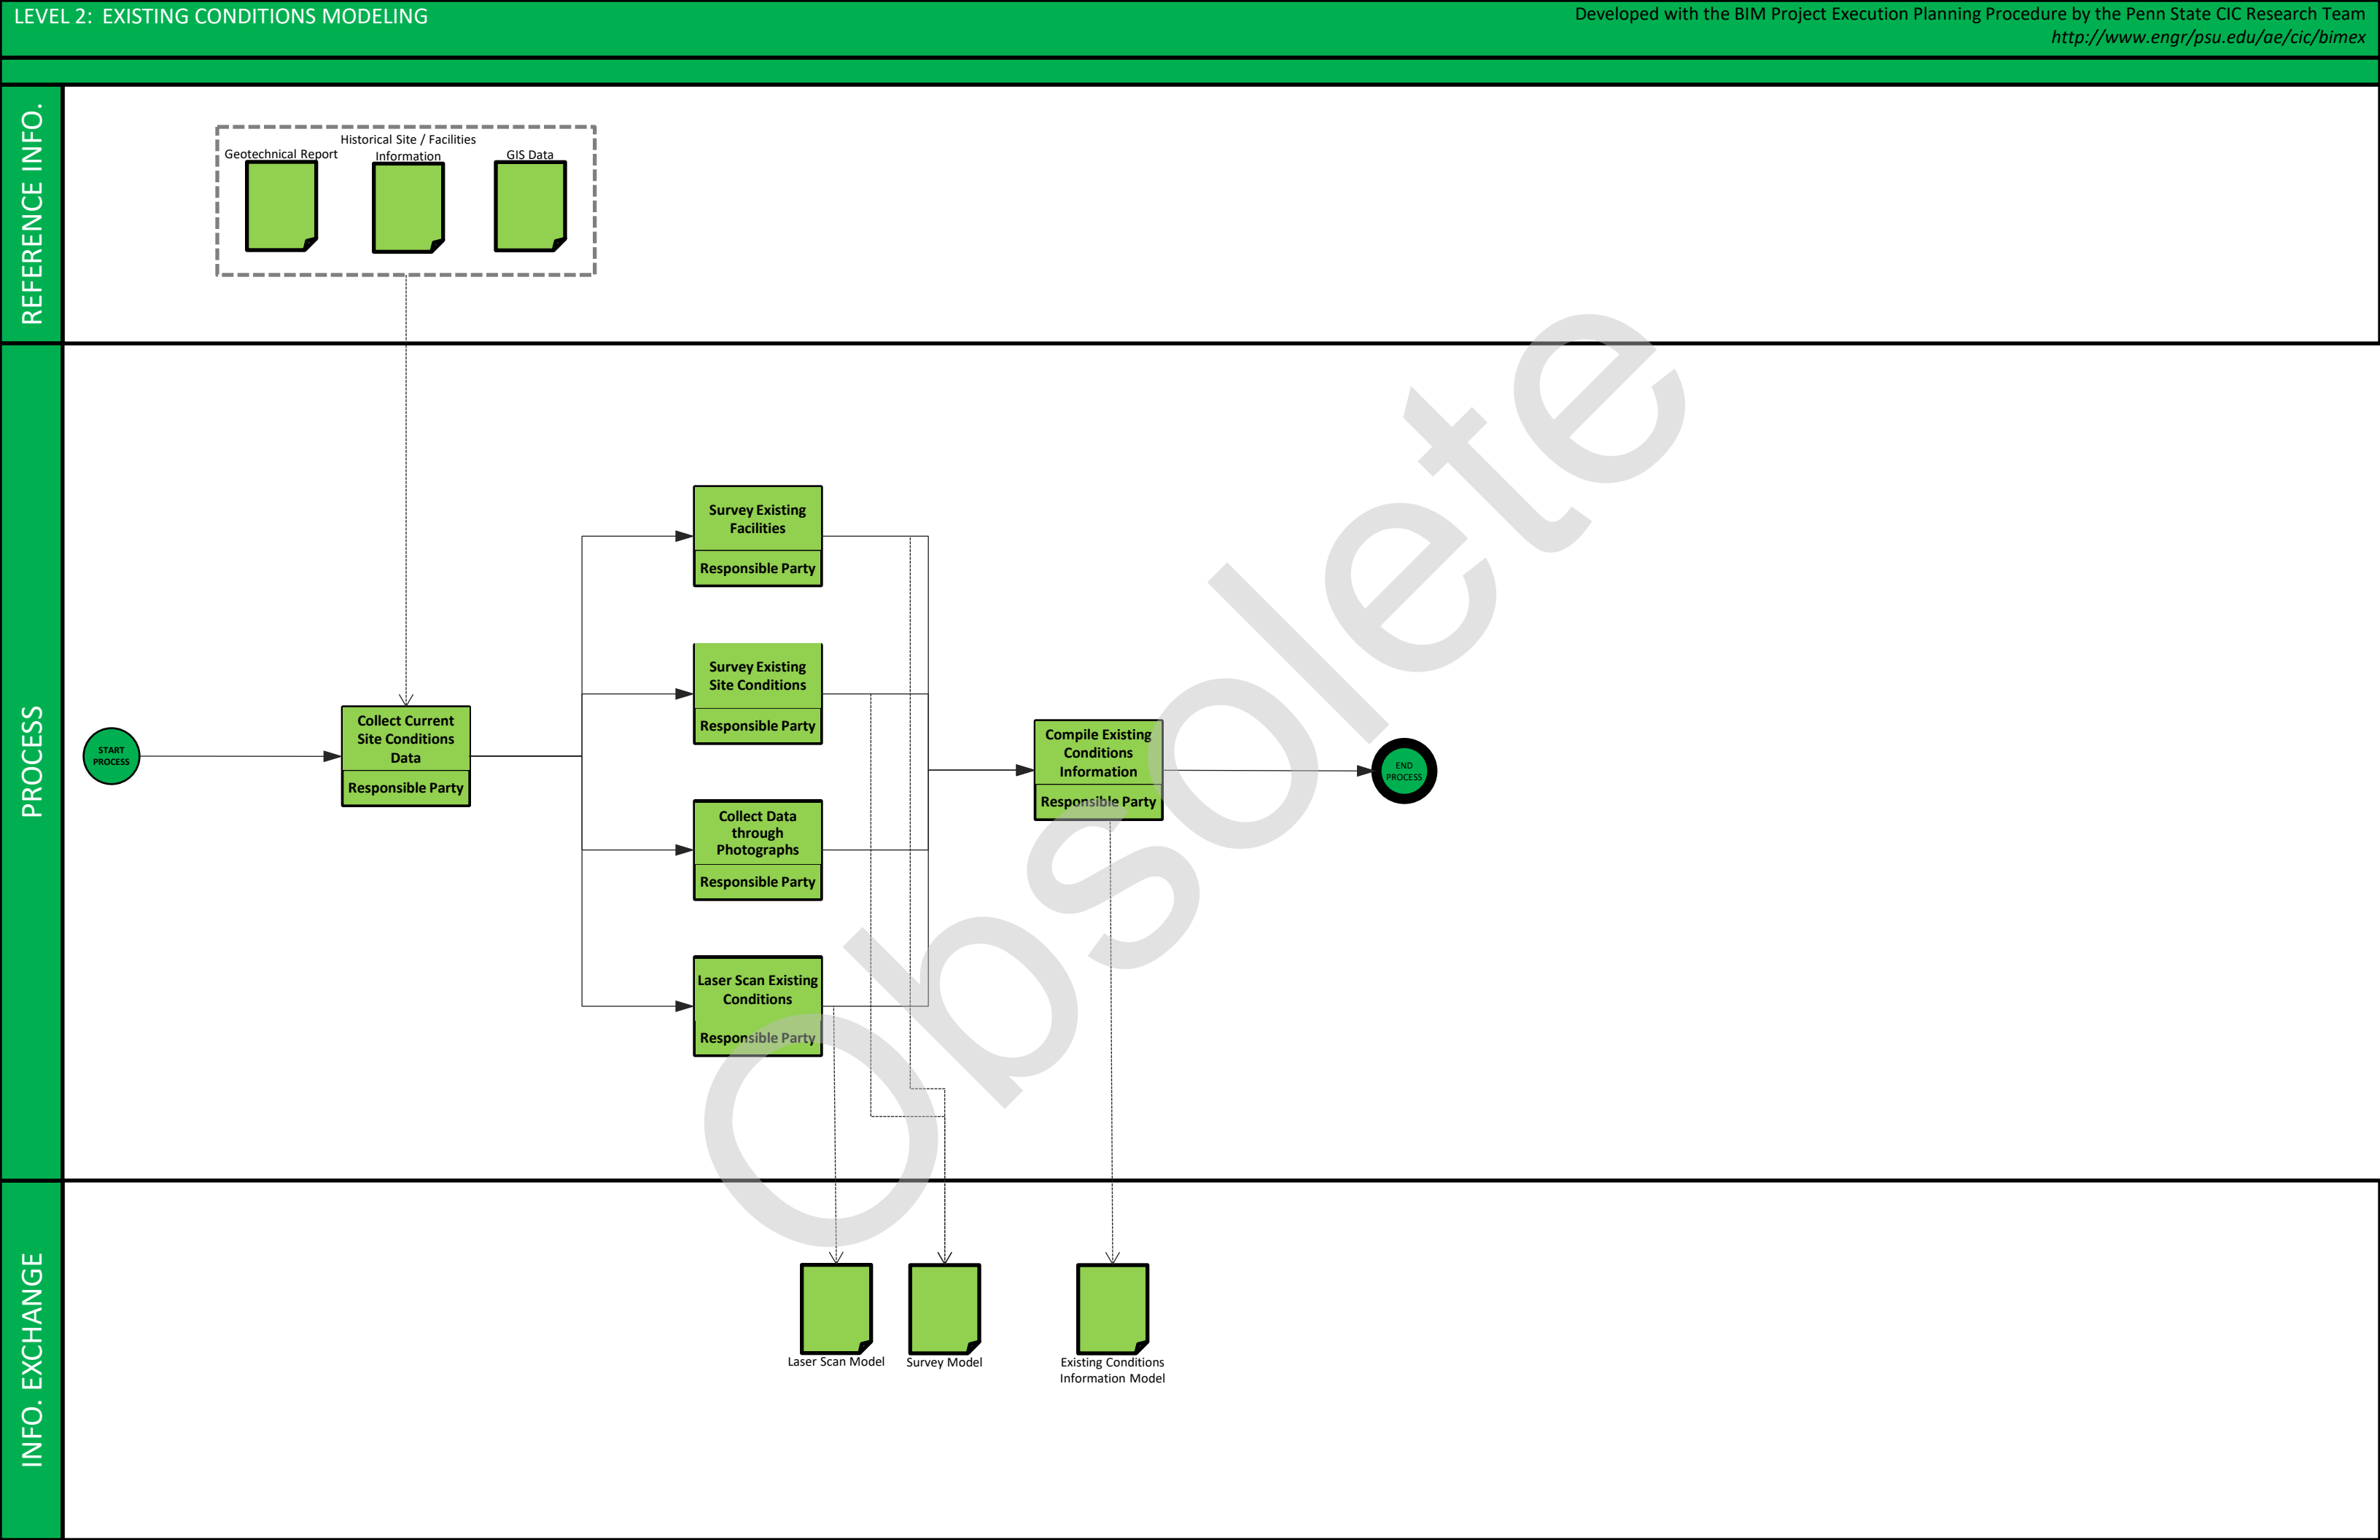 LEVEL 2:  EXISTING CONDITIONS MODELING
Developed with the BIM Project Execution Planning Procedure by the Penn State CIC Research Team
http://www.engr/psu.edu/ae/cic/bimex
REFERENCE INFO.
Geotechnical Report
Historical Site / Facilities
Information
GIS Data
PROCESS
START
PROCESS
Collect Current
Site Conditions
Data
Responsible Party
Survey Existing
Facilities
Responsible Party
Survey Existing
Site Conditions
Responsible Party
Collect Data
through
Photographs
Responsible Party
Laser Scan Existing
Conditions
Responsible Party
Compile Existing
Conditions
Information
Responsible Party
END
PROCESS
Obsolete
INFO. EXCHANGE
Laser Scan Model
Survey Model
Existing Conditions
Information Model